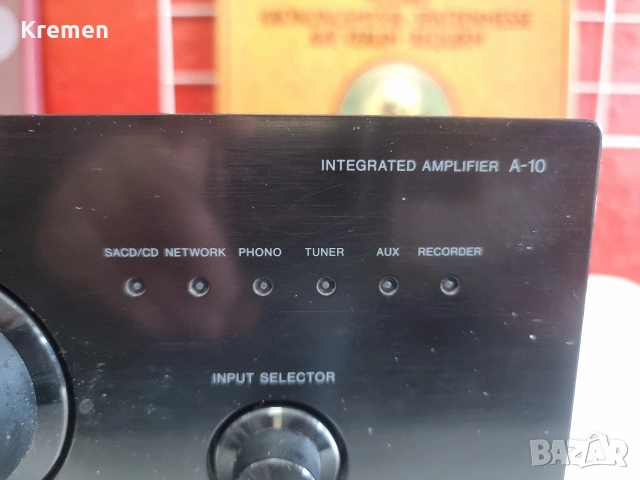 Kremen
INTEGRATED AMPLIFIER A-10
SACD/CD NETWORK PHONO TUNER AUX RECORDER
INPUT SELECTOR
BAZAR